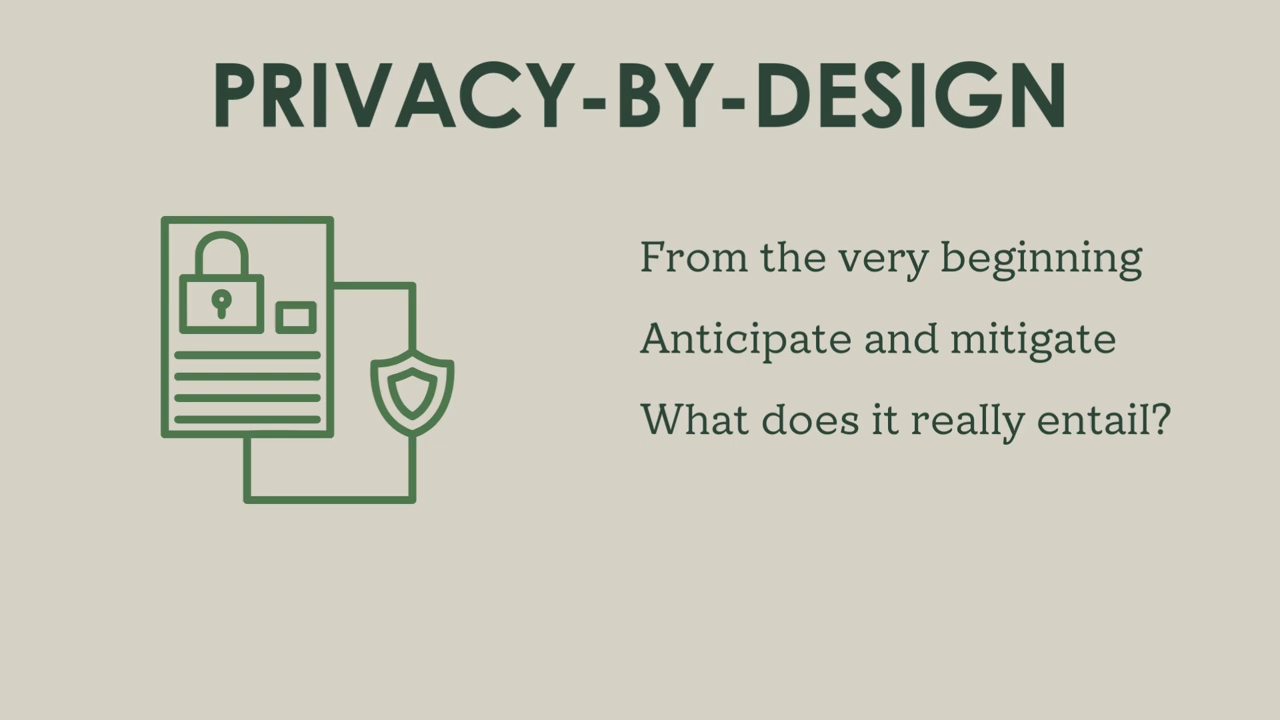 PRIVACY-BY-DESIGN
From the very beginning
Anticipate and mitigate
What does it really entail?